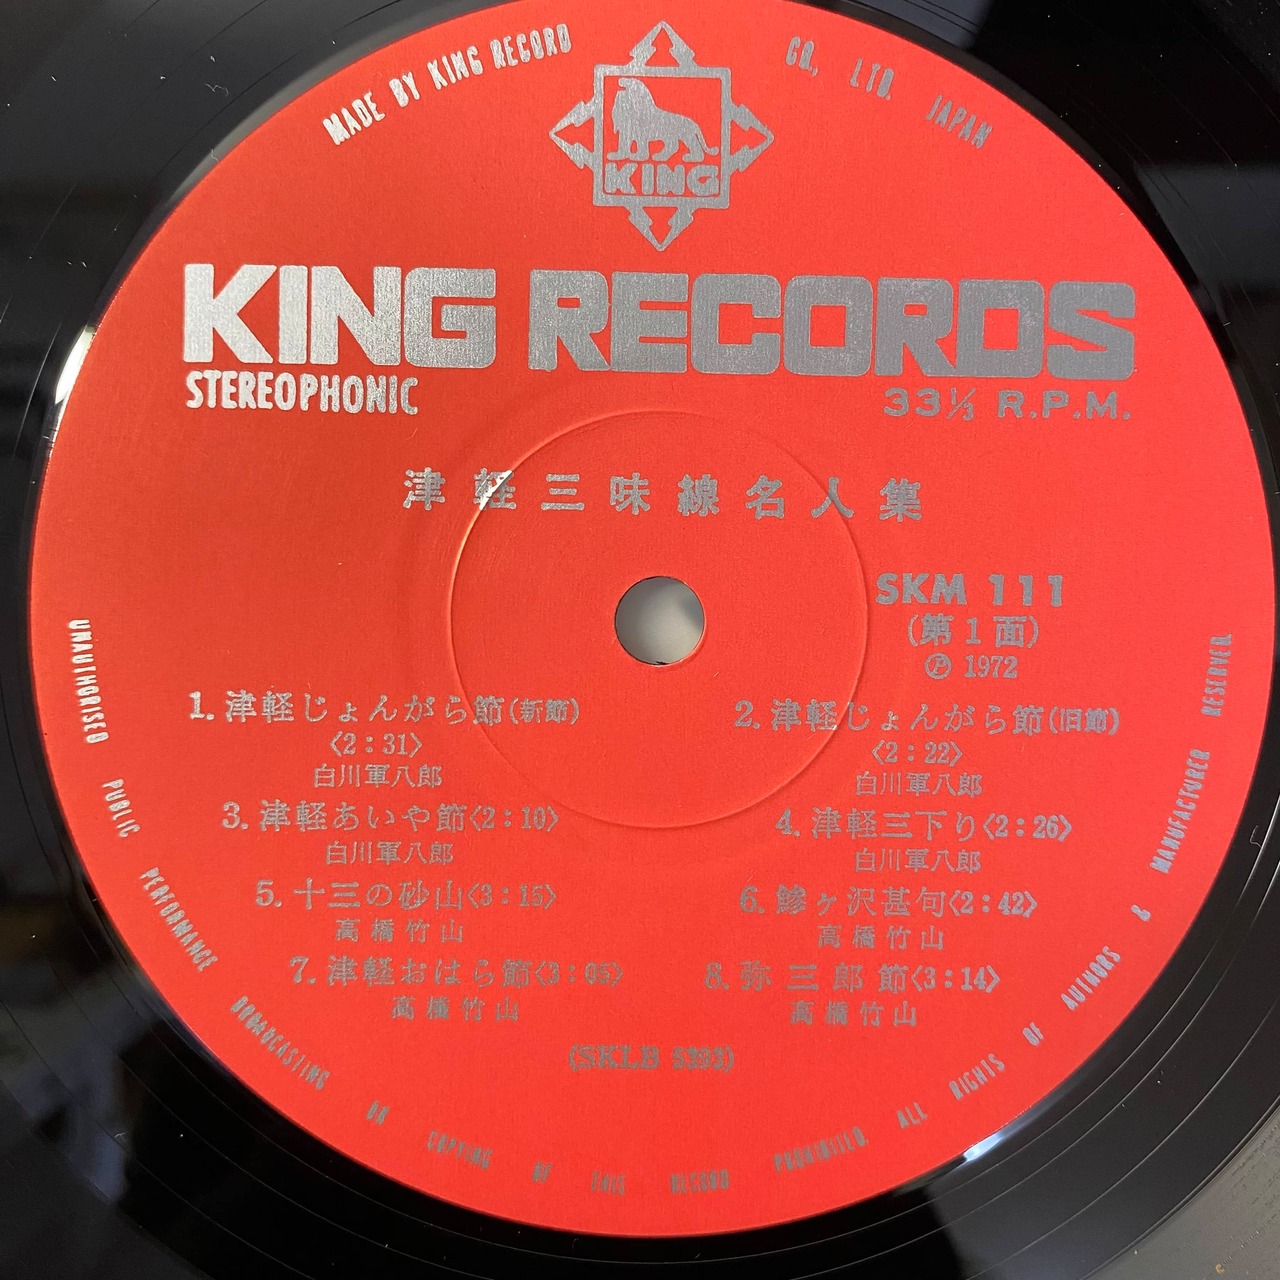 MADE BY KING RECORD CO., LTD. JAPAN
KING
KING RECORDS
STEREOPHONIC
33⅓ R.P.M.
津軽三味線名人集
SKM 111
(第1面)
Ⓟ 1972
1. 津軽じょんがら節(新節)
〈2:31〉
白川軍八郎
2. 津軽じょんがら節(旧節)
〈2:22〉
白川軍八郎
3. 津軽あいや節〈2:10〉
白川軍八郎
4. 津軽三下り〈2:26〉
白川軍八郎
5. 十三の砂山〈3:15〉
高橋竹山
6. 鰺ヶ沢甚句〈2:42〉
高橋竹山
7. 津軽おはら節〈3:05〉
高橋竹山
8. 弥三郎節〈3:14〉
高橋竹山
(SKLB 5393)
UNAUTHORISED PUBLIC PERFORMANCE BROADCASTING OR COPYING OF THIS RECORD PROHIBITED. ALL RIGHTS OF AUTHORS & MANUFACTURER RESERVED.